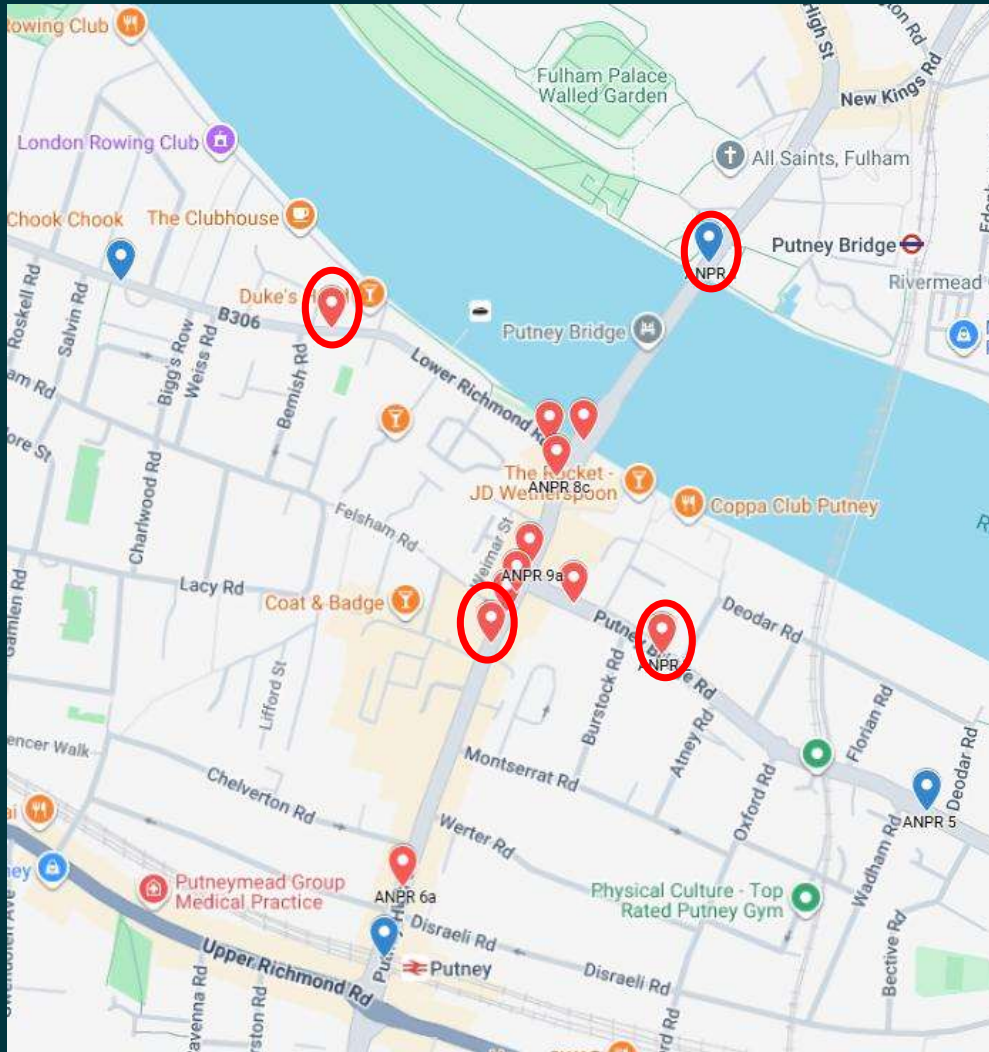 Rowing Club
High St
New Kings Rd
Fulham Palace
Walled Garden
London Rowing Club
All Saints, Fulham
Chook Chook
The Clubhouse
Putney Bridge
Rivermead
Roskell Rd
Salvin Rd
Duke's
B306
ANPR
Putney Bridge
Bigg's Row
Weiss Rd
Bemish Rd
Lower Richmond
The Rocket -
JD Wetherspoon
ANPR 8c
Coppa Club Putney
Charlwood Rd
Felsham Rd
Weimar St
ANPR 9a
Lacy Rd
Coat & Badge
Deodar Rd
Putney Bridge Rd
ANPR
Gamlen Rd
Lifford St
Burstock Rd
Atney Rd
Florian Rd
Deodar Rd
encer Walk
Montserrat Rd
Oxford Rd
Chelverton Rd
Werter Rd
ANPR 5
Wadham Rd
Putneymead Group
Medical Practice
ANPR 6a
Physical Culture - Top
Rated Putney Gym
Disraeli Rd
Upper Richmond Rd
Putney
Disraeli Rd
Bective Rd